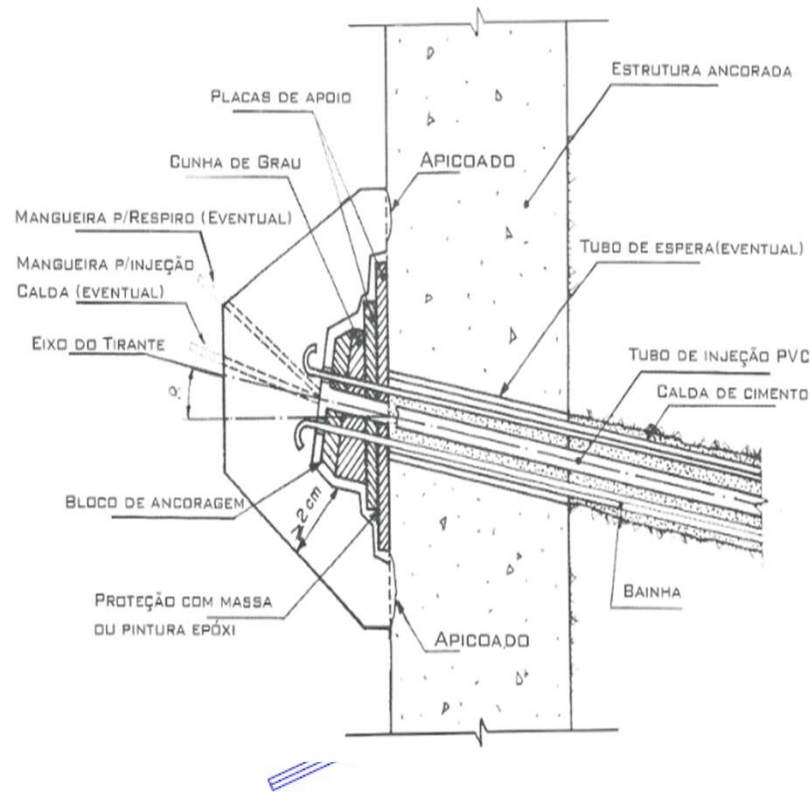 ESTRUTURA ANCORADA
PLACAS DE APOIO
CUNHA DE GRAU
APICOADO
MANGUEIRA P/RESPIRO (EVENTUAL)
MANGUEIRA P/INJEÇÃO
CALDA (EVENTUAL)
TUBO DE ESPERA(EVENTUAL)
EIXO DO TIRANTE
TUBO DE INJEÇÃO PVC
CALDA DE CIMENTO
α
BLOCO DE ANCORAGEM
≥2cm
BAINHA
PROTEÇÃO COM MASSA
OU PINTURA EPÓXI
APICOADO